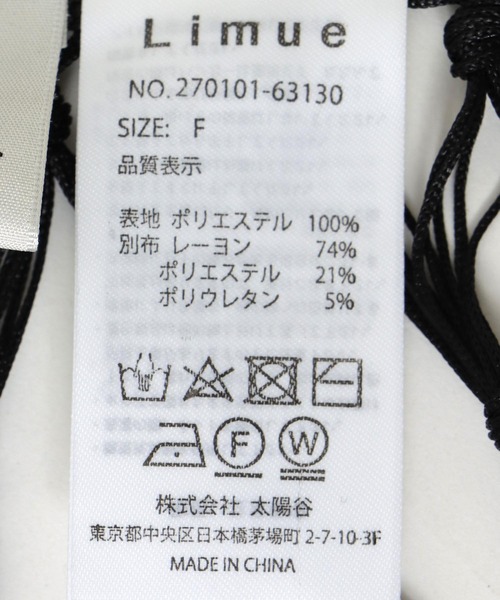 Limue
NO. 270101-63130
SIZE: F
品質表示
表地 ポリエステル 100%
別布 レーヨン 74%
ポリエステル 21%
ポリウレタン 5%
F W
株式会社 太陽谷
東京都中央区日本橋茅場町 2-7-10-3F
MADE IN CHINA